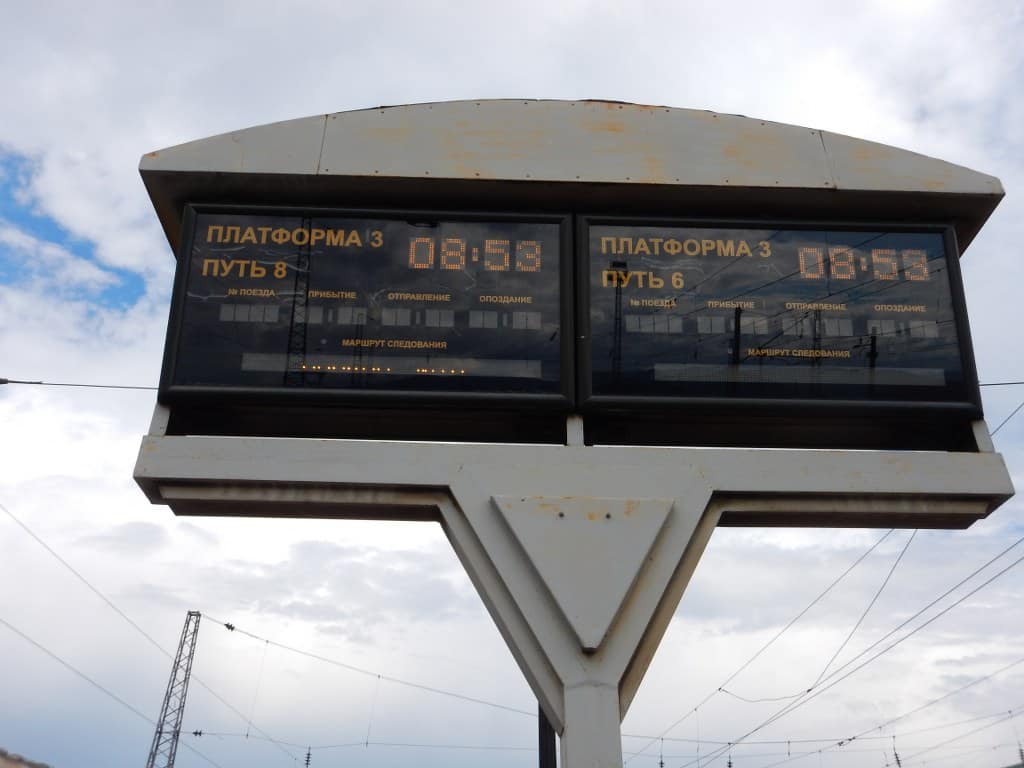 ПЛАТФОРМА 3 08:53
ПУТЬ 8
№ ПОЕЗДА ПРИБЫТИЕ ОТПРАВЛЕНИЕ ОПОЗДАНИЕ
МАРШРУТ СЛЕДОВАНИЯ
ПЛАТФОРМА 3 08:53
ПУТЬ 6
№ ПОЕЗДА ПРИБЫТИЕ ОТПРАВЛЕНИЕ ОПОЗДАНИЕ
МАРШРУТ СЛЕДОВАНИЯ